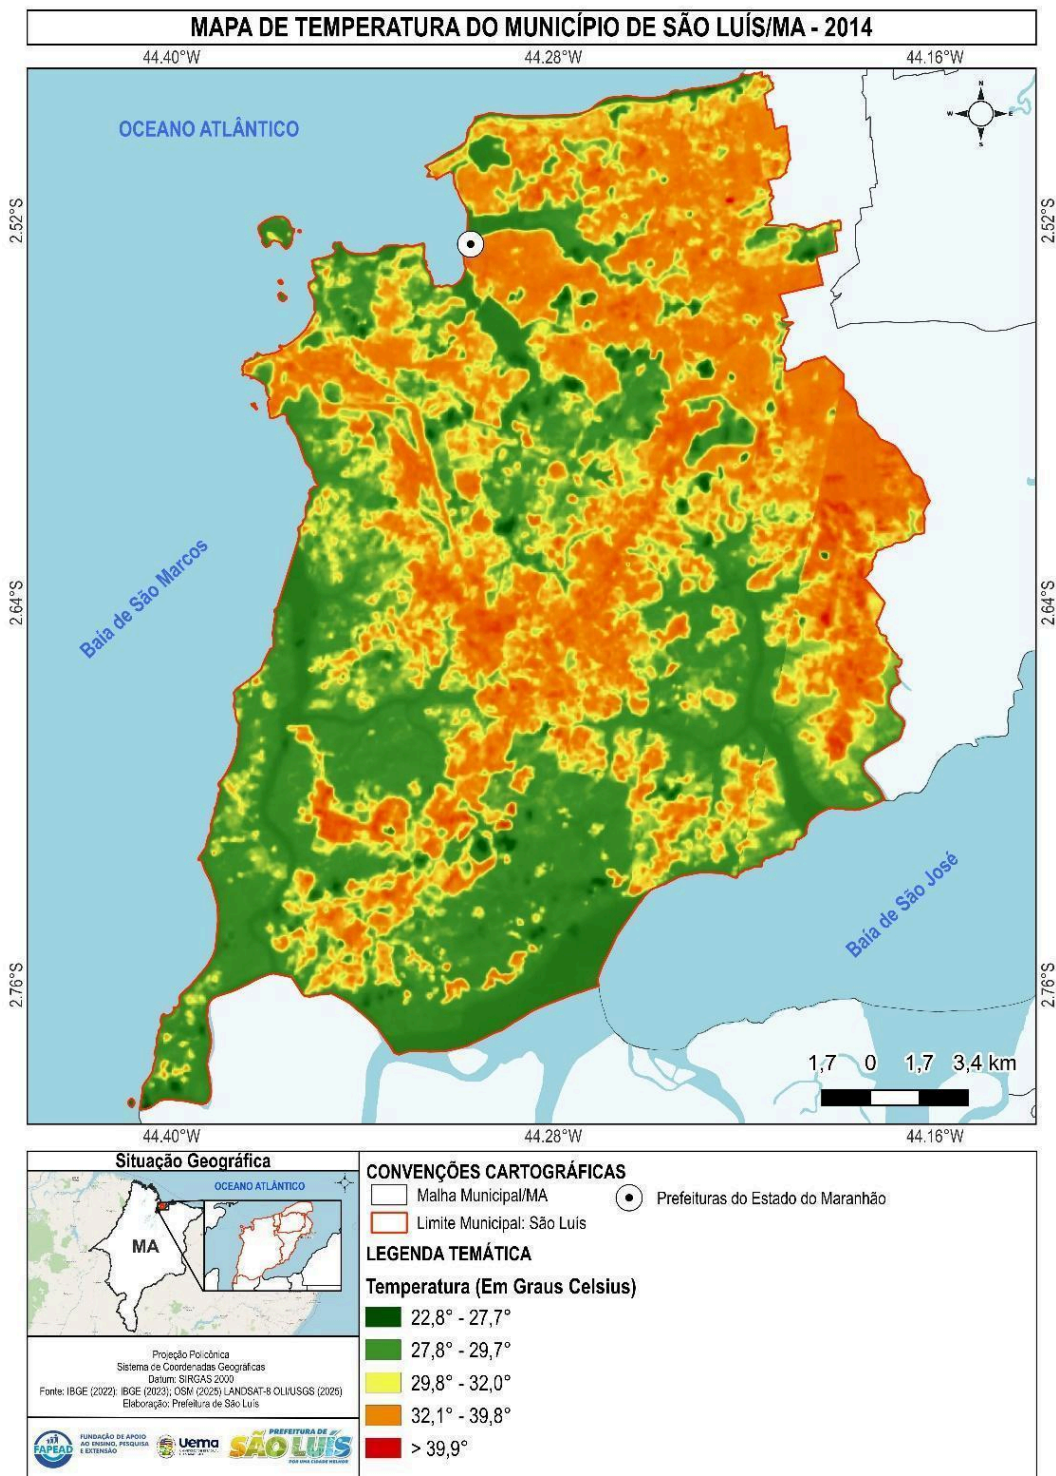 MAPA DE TEMPERATURA DO MUNICÍPIO DE SÃO LUÍS/MA - 2014
44.40°W 44.28°W 44.16°W
OCEANO ATLÂNTICO
N
W E
S
2.52°S 2.52°S
Baía de São Marcos
2.64°S 2.64°S
Baía de São José
2.76°S 2.76°S
1,7 0 1,7 3,4 km
44.40°W 44.28°W 44.16°W
Situação Geográfica
OCEANO ATLÂNTICO
MA
Projeção Policônica
Sistema de Coordenadas Geográficas
Datum: SIRGAS 2000
Fonte: IBGE (2022); IBGE (2023); OSM (2025) LANDSAT-8 OLI/USGS (2025)
Elaboração: Prefeitura de São Luís
FAPEAD
FUNDAÇÃO DE APOIO
AO ENSINO, PESQUISA
E EXTENSÃO
Uema
PREFEITURA DE
SÃO LUÍS
POR UMA CIDADE MELHOR
CONVENÇÕES CARTOGRÁFICAS
Malha Municipal/MA
Prefeituras do Estado do Maranhão
Limite Municipal: São Luís
LEGENDA TEMÁTICA
Temperatura (Em Graus Celsius)
22,8° - 27,7°
27,8° - 29,7°
29,8° - 32,0°
32,1° - 39,8°
> 39,9°